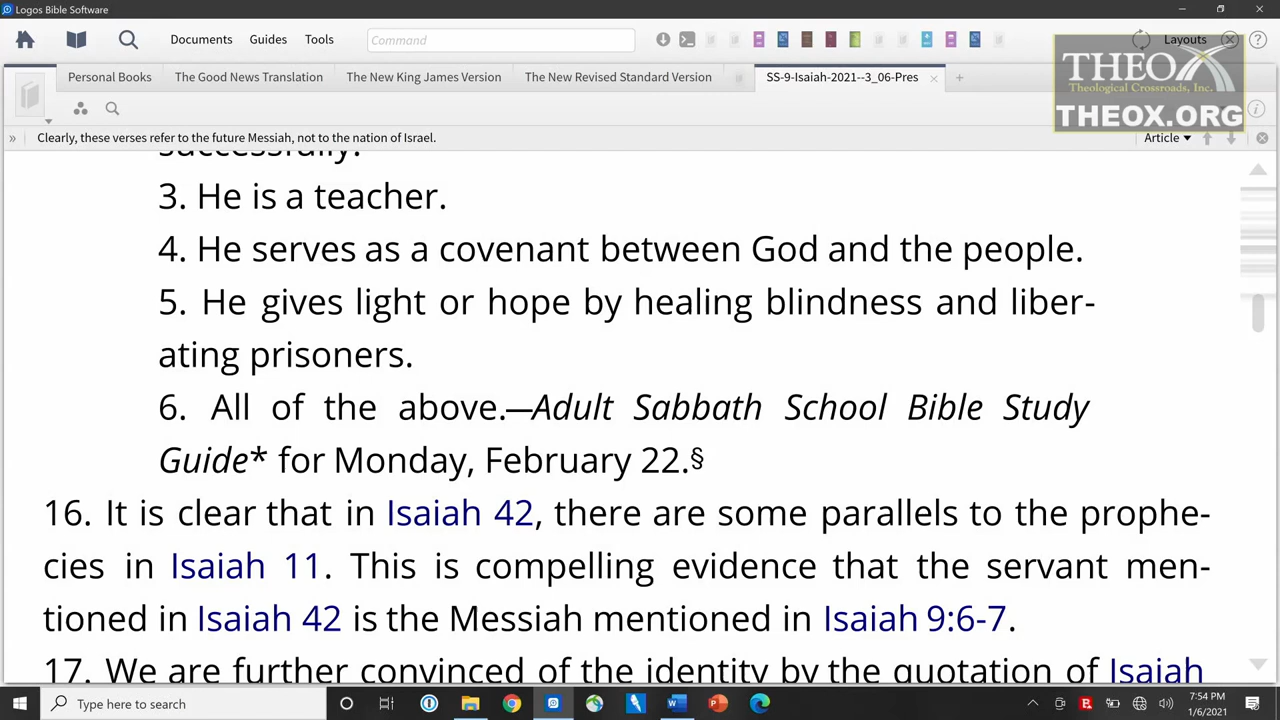 Logos Bible Software
Documents Guides Tools Command Layouts
THEOX
Theological Crossroads, Inc.
THEOX.ORG
Personal Books The Good News Translation The New King James Version The New Revised Standard Version SS-9-Isaiah-2021--3_06-Pres
Clearly, these verses refer to the future Messiah, not to the nation of Israel. Article
successfully.
3. He is a teacher.
4. He serves as a covenant between God and the people.
5. He gives light or hope by healing blindness and liber-
ating prisoners.
6. All of the above.—Adult Sabbath School Bible Study
Guide* for Monday, February 22.§
16. It is clear that in Isaiah 42, there are some parallels to the prophe-
cies in Isaiah 11. This is compelling evidence that the servant men-
tioned in Isaiah 42 is the Messiah mentioned in Isaiah 9:6-7.
17. We are further convinced of the identity by the quotation of Isaiah
Type here to search
7:54 PM
1/6/2021